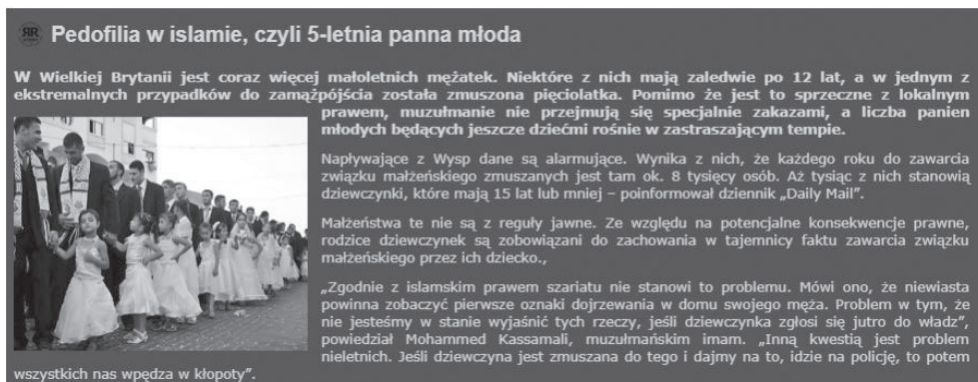 Pedofilia w islamie, czyli 5-letnia panna młoda
W Wielkiej Brytanii jest coraz więcej małoletnich mężatek. Niektóre z nich mają zaledwie po 12 lat, a w jednym z
ekstremalnych przypadków do zamążpójścia została zmuszona pięciolatka. Pomimo że jest to sprzeczne z lokalnym
prawem, muzułmanie nie przejmują się specjalnie zakazami, a liczba panien
młodych będących jeszcze dziećmi rośnie w zastraszającym tempie.
Napływające z Wysp dane są alarmujące. Wynika z nich, że każdego roku do zawarcia
związku małżeńskiego zmuszanych jest tam ok. 8 tysięcy osób. Aż tysiąc z nich stanowią
dziewczynki, które mają 15 lat lub mniej – poinformował dziennik „Daily Mail”.
Małżeństwa te nie są z reguły jawne. Ze względu na potencjalne konsekwencje prawne,
rodzice dziewczynek są zobowiązani do zachowania w tajemnicy faktu zawarcia związku
małżeńskiego przez ich dziecko.,
„Zgodnie z islamskim prawem szariatu nie stanowi to problemu. Mówi ono, że niewiasta
powinna zobaczyć pierwsze oznaki dojrzewania w domu swojego męża. Problem w tym, że
nie jesteśmy w stanie wyjaśnić tych rzeczy, jeśli dziewczynka zgłosi się jutro do władz”,
powiedział Mohammed Kassamali, muzułmańskim imam. „Inną kwestią jest problem
nieletnich. Jeśli dziewczyna jest zmuszana do tego i dajmy na to, idzie na policję, to potem
wszystkich nas wpędza w kłopoty”.